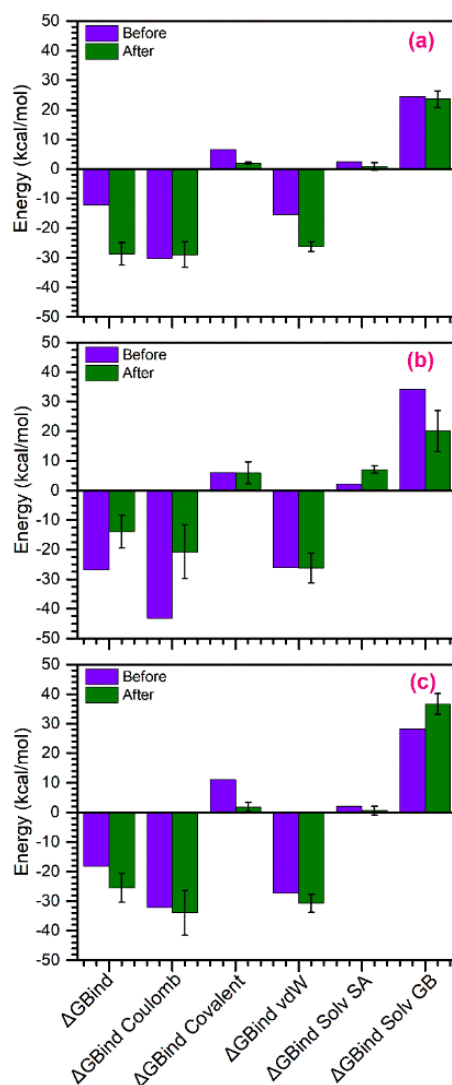 50
40
30
20
10
0
-10
-20
-30
-40
-50
Energy (kcal/mol)
Before
After
(a)
50
40
30
20
10
0
-10
-20
-30
-40
-50
Energy (kcal/mol)
Before
After
(b)
50
40
30
20
10
0
-10
-20
-30
-40
-50
Energy (kcal/mol)
Before
After
(c)
ΔGBind
ΔGBind Coulomb
ΔGBind Covalent
ΔGBind vdW
ΔGBind Solv SA
ΔGBind Solv GB